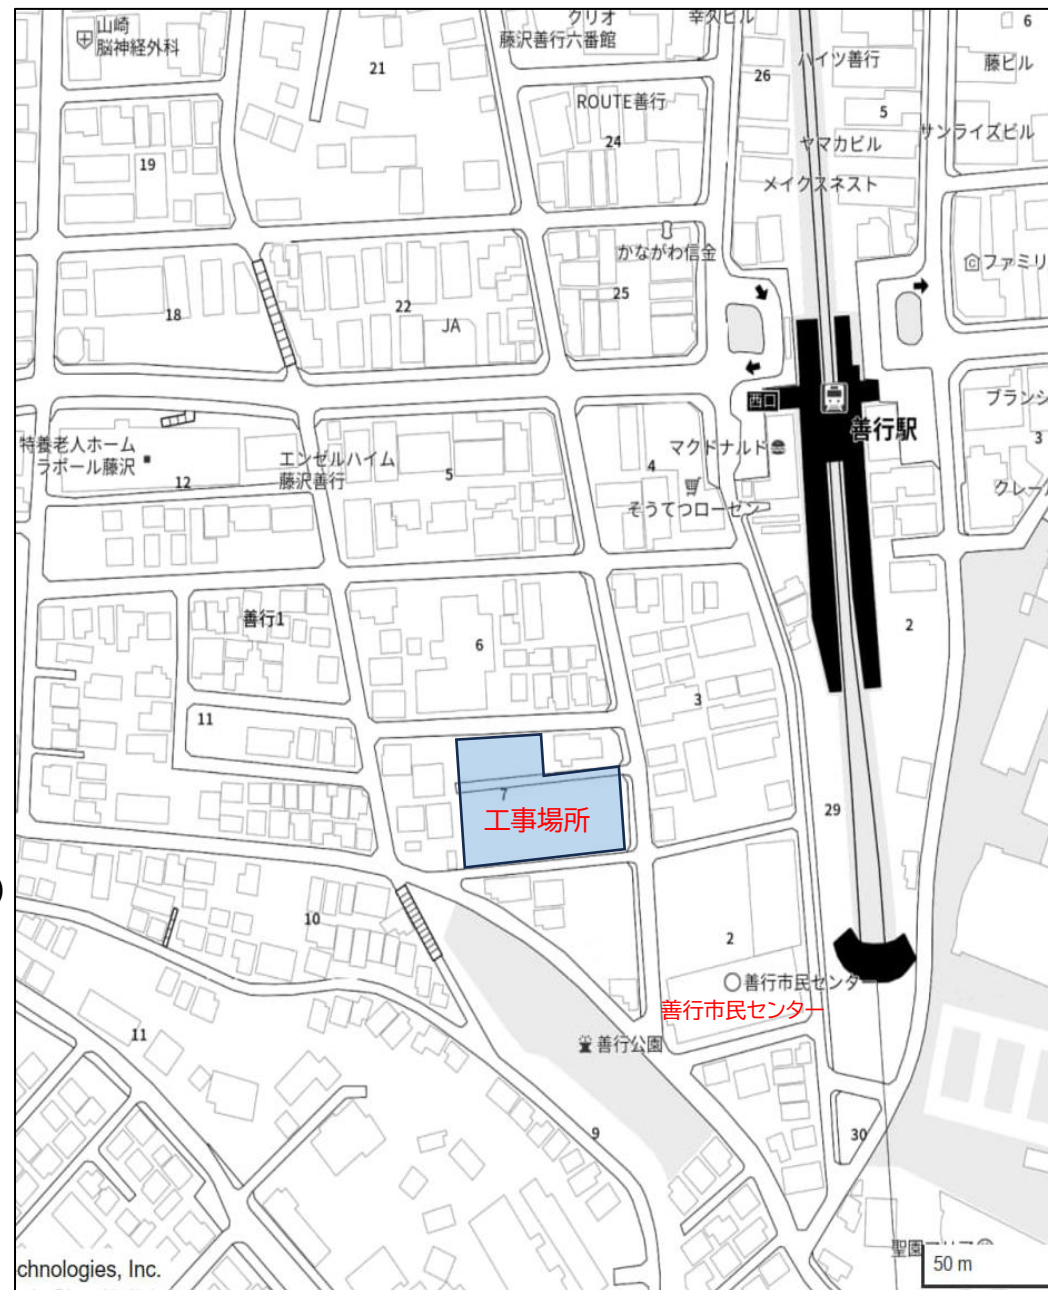 山崎
脳神経外科
クリオ
藤沢善行六番館
幸久ビル
6
21
26
ハイツ善行
藤ビル
ROUTE善行
5
サンライズビル
24
ヤマカビル
19
メイクスネスト
かながわ信金
ファミリ
25
22
18
JA
西口
善行駅
ブランシ
3
特養老人ホーム
ラポール藤沢
12
エンゼルハイム
藤沢善行
5
マクドナルド
4
そうてつローゼン
クレール
善行1
6
2
11
3
7
工事場所
29
10
2
善行市民センター
善行市民センター
11
善行公園
9
30
聖園マリア
chnologies, Inc.
50 m